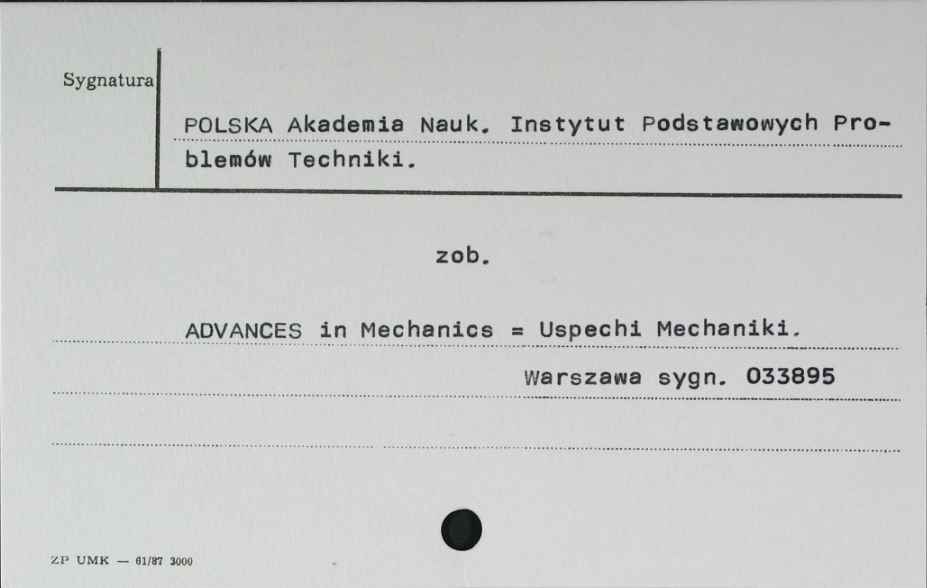 Sygnatura
POLSKA Akademia Nauk. Instytut Podstawowych Pro-
blemów Techniki.
zob.
ADVANCES in Mechanics = Uspechi Mechaniki.
Warszawa sygn. 033895
ZP UMK — 61/87 3000